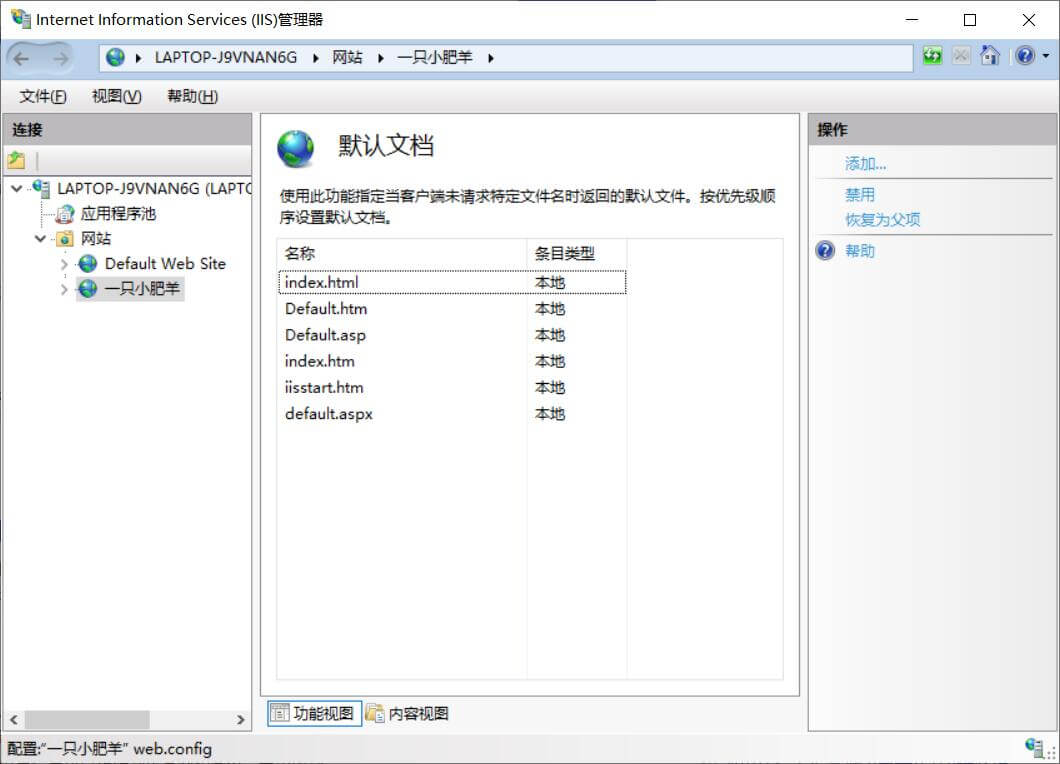 Internet Information Services (IIS)管理器
LAPTOP-J9VNAN6G 网站 一只小肥羊
文件(F) 视图(V) 帮助(H)
连接
LAPTOP-J9VNAN6G (LAPTO
应用程序池
网站
Default Web Site
一只小肥羊
默认文档
使用此功能指定当客户端未请求特定文件名时返回的默认文件。按优先级顺
序设置默认文档。
名称 条目类型
index.html 本地
Default.htm 本地
Default.asp 本地
index.htm 本地
iisstart.htm 本地
default.aspx 本地
功能视图 内容视图
操作
添加...
禁用
恢复为父项
帮助
配置:“一只小肥羊” web.config